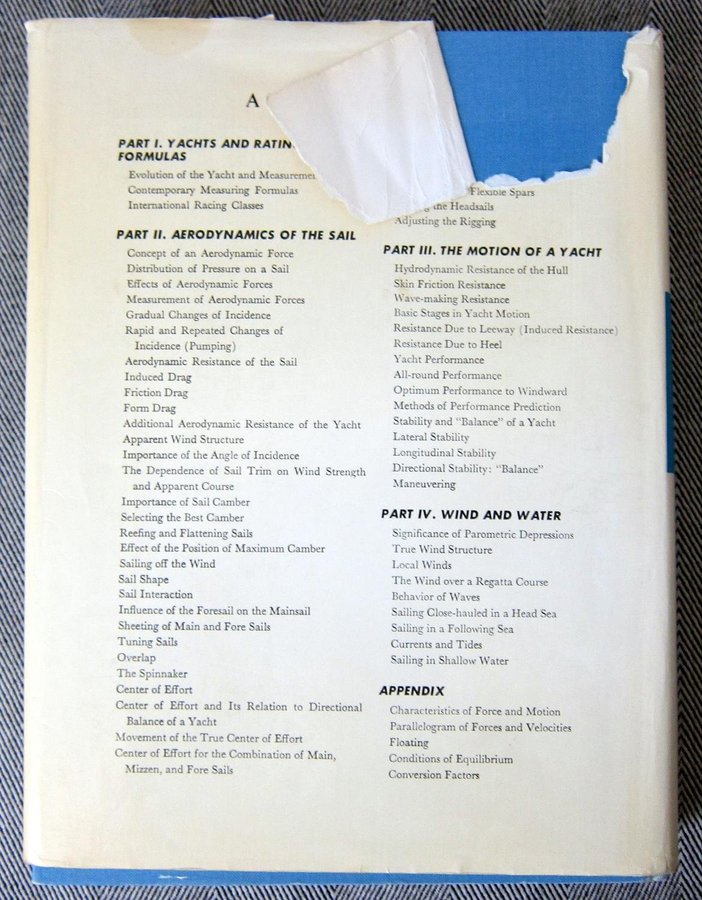 A
PART I. YACHTS AND RATIN
FORMULAS
Evolution of the Yacht and Measuremen
Contemporary Measuring Formulas
International Racing Classes
PART II. AERODYNAMICS OF THE SAIL
Concept of an Aerodynamic Force
Distribution of Pressure on a Sail
Effects of Aerodynamic Forces
Measurement of Aerodynamic Forces
Gradual Changes of Incidence
Rapid and Repeated Changes of
Incidence (Pumping)
Aerodynamic Resistance of the Sail
Induced Drag
Friction Drag
Form Drag
Additional Aerodynamic Resistance of the Yacht
Apparent Wind Structure
Importance of the Angle of Incidence
The Dependence of Sail Trim on Wind Strength
and Apparent Course
Importance of Sail Camber
Selecting the Best Camber
Reefing and Flattening Sails
Effect of the Position of Maximum Camber
Sailing off the Wind
Sail Shape
Sail Interaction
Influence of the Foresail on the Mainsail
Sheeting of Main and Fore Sails
Tuning Sails
Overlap
The Spinnaker
Center of Effort
Center of Effort and Its Relation to Directional
Balance of a Yacht
Movement of the True Center of Effort
Center of Effort for the Combination of Main,
Mizzen, and Fore Sails
Flexible Spars
the Headsails
Adjusting the Rigging
PART III. THE MOTION OF A YACHT
Hydrodynamic Resistance of the Hull
Skin Friction Resistance
Wave-making Resistance
Basic Stages in Yacht Motion
Resistance Due to Leeway (Induced Resistance)
Resistance Due to Heel
Yacht Performance
All-round Performance
Optimum Performance to Windward
Methods of Performance Prediction
Stability and “Balance” of a Yacht
Lateral Stability
Longitudinal Stability
Directional Stability: “Balance”
Maneuvering
PART IV. WIND AND WATER
Significance of Parometric Depressions
True Wind Structure
Local Winds
The Wind over a Regatta Course
Behavior of Waves
Sailing Close-hauled in a Head Sea
Sailing in a Following Sea
Currents and Tides
Sailing in Shallow Water
APPENDIX
Characteristics of Force and Motion
Parallelogram of Forces and Velocities
Floating
Conditions of Equilibrium
Conversion Factors